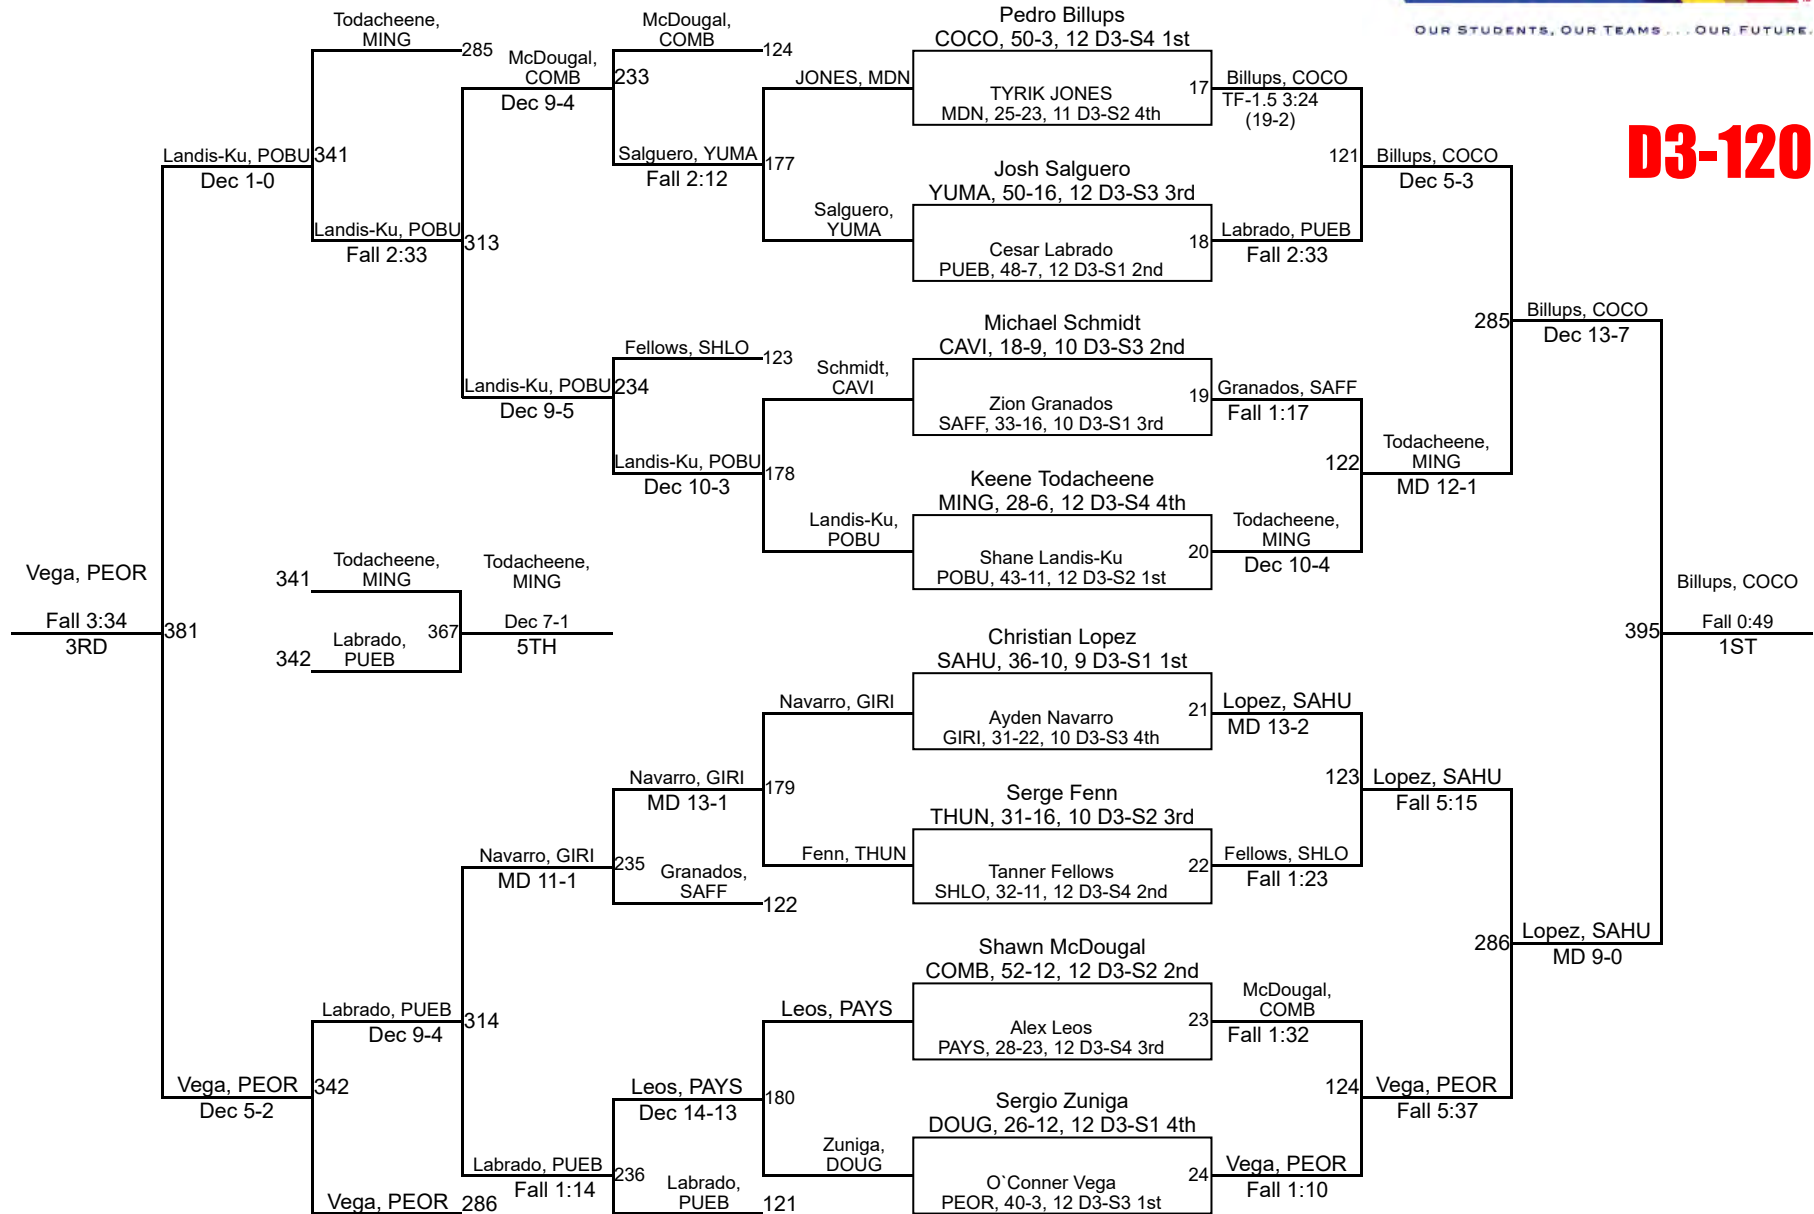 OUR STUDENTS, OUR TEAMS . . . OUR FUTURE.
D3-120
Pedro Billups
COCO, 50-3, 12 D3-S4 1st
TYRIK JONES
MDN, 25-23, 11 D3-S2 4th
17
Josh Salguero
YUMA, 50-16, 12 D3-S3 3rd
Cesar Labrado
PUEB, 48-7, 12 D3-S1 2nd
18
Michael Schmidt
CAVI, 18-9, 10 D3-S3 2nd
Zion Granados
SAFF, 33-16, 10 D3-S1 3rd
19
Keene Todacheene
MING, 28-6, 12 D3-S4 4th
Shane Landis-Ku
POBU, 43-11, 12 D3-S2 1st
20
Christian Lopez
SAHU, 36-10, 9 D3-S1 1st
Ayden Navarro
GIRI, 31-22, 10 D3-S3 4th
21
Serge Fenn
THUN, 31-16, 10 D3-S2 3rd
Tanner Fellows
SHLO, 32-11, 12 D3-S4 2nd
22
Shawn McDougal
COMB, 52-12, 12 D3-S2 2nd
Alex Leos
PAYS, 28-23, 12 D3-S4 3rd
23
Sergio Zuniga
DOUG, 26-12, 12 D3-S1 4th
O`Conner Vega
PEOR, 40-3, 12 D3-S3 1st
24
Billups, COCO
TF-1.5 3:24
(19-2)
121
Labrado, PUEB
Fall 2:33
Granados, SAFF
Fall 1:17
122
Todacheene,
MING
Dec 10-4
Lopez, SAHU
MD 13-2
123
Fellows, SHLO
Fall 1:23
McDougal,
COMB
Fall 1:32
124
Vega, PEOR
Fall 1:10
Billups, COCO
Dec 5-3
285
Todacheene,
MING
MD 12-1
Lopez, SAHU
Fall 5:15
286
Vega, PEOR
Fall 5:37
Billups, COCO
Dec 13-7
395
Lopez, SAHU
MD 9-0
Billups, COCO
Fall 0:49
1ST
JONES, MDN
177
Salguero,
YUMA
Schmidt,
CAVI
178
Landis-Ku,
POBU
Navarro, GIRI
179
Fenn, THUN
Leos, PAYS
180
Zuniga,
DOUG
McDougal,
COMB
124
233
Salguero, YUMA
Fall 2:12
Fellows, SHLO
123
234
Landis-Ku, POBU
Dec 10-3
Navarro, GIRI
MD 13-1
235
Granados,
SAFF
122
Leos, PAYS
Dec 14-13
236
Labrado,
PUEB
121
McDougal,
COMB
Dec 9-4
313
Landis-Ku, POBU
Dec 9-5
Navarro, GIRI
MD 11-1
314
Labrado, PUEB
Fall 1:14
Todacheene,
MING
285
341
Landis-Ku, POBU
Fall 2:33
Labrado, PUEB
Dec 9-4
342
Vega, PEOR
286
Landis-Ku, POBU
Dec 1-0
381
Vega, PEOR
Dec 5-2
Vega, PEOR
Fall 3:34
3RD
341
Todacheene,
MING
367
342
Labrado,
PUEB
Todacheene,
MING
Dec 7-1
5TH